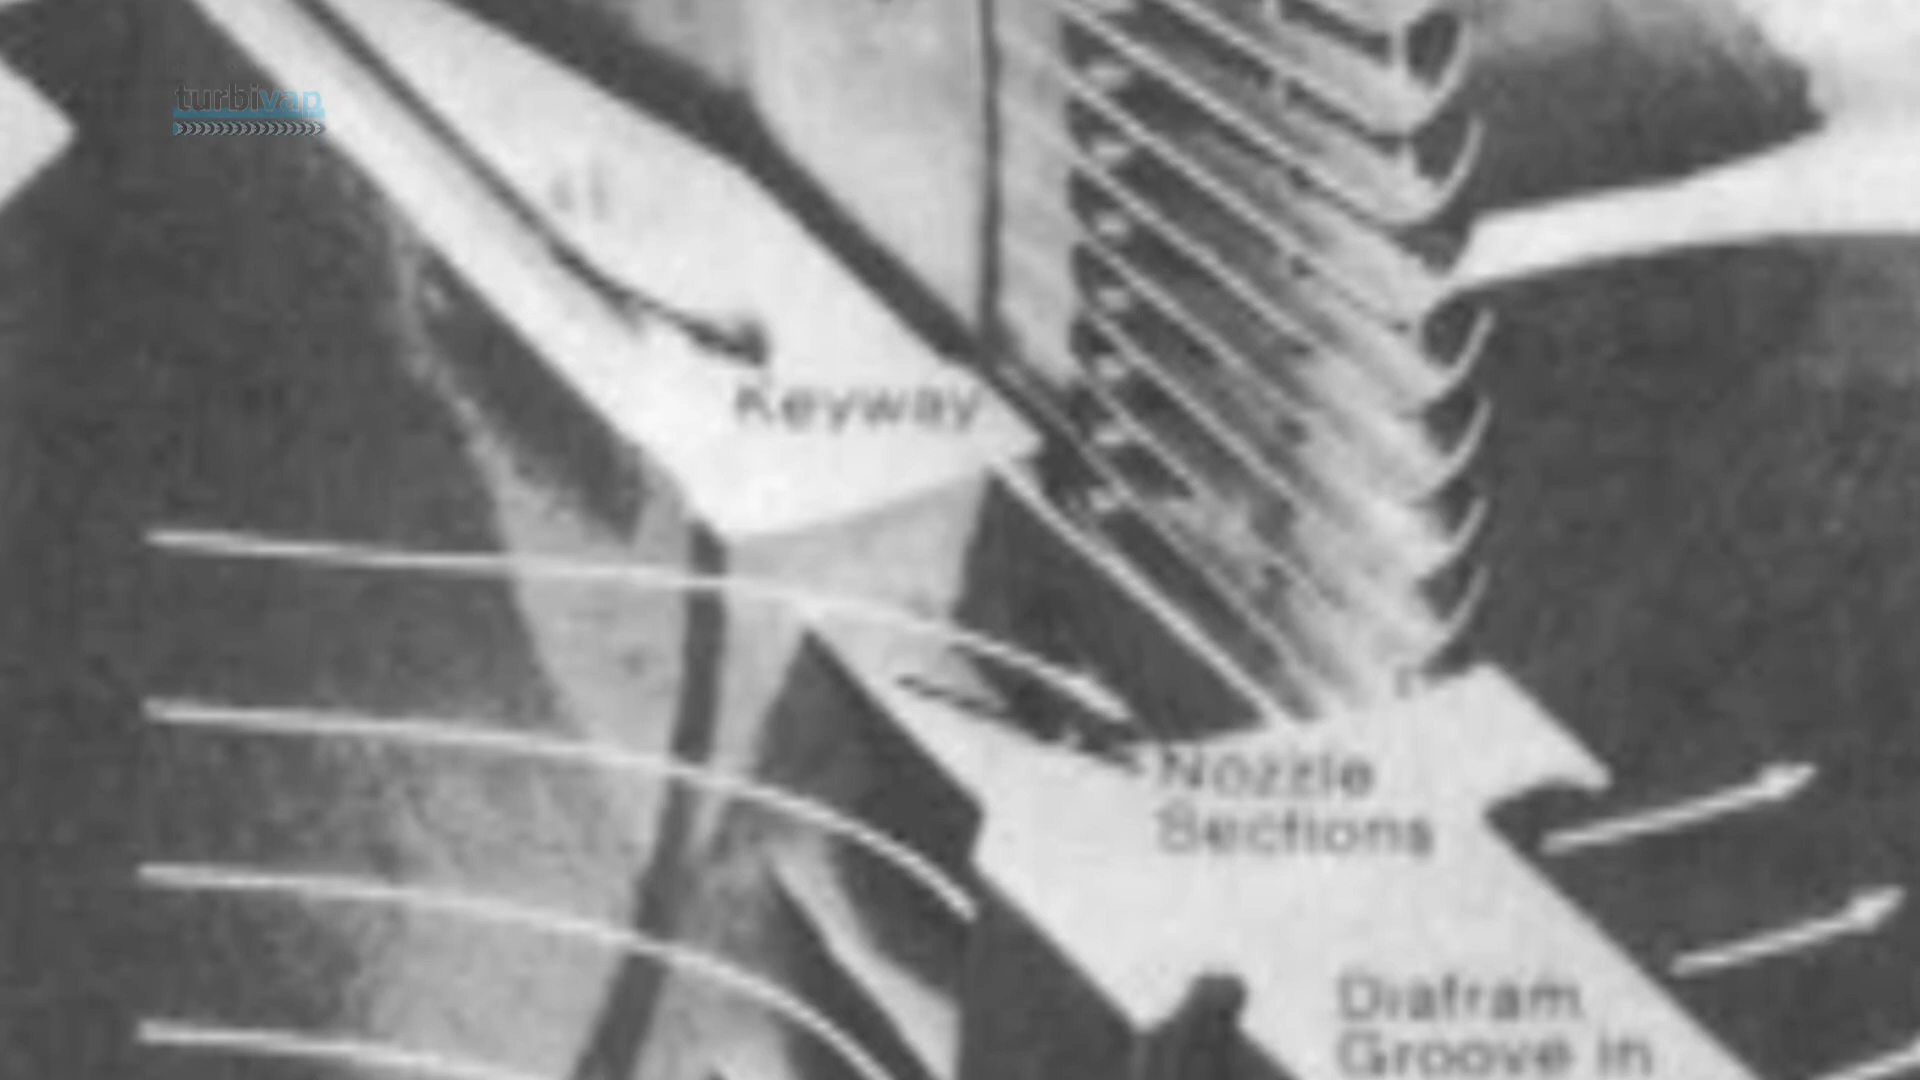 turbivap
Keyway
Nozzle
Sections
Diafram
Groove in